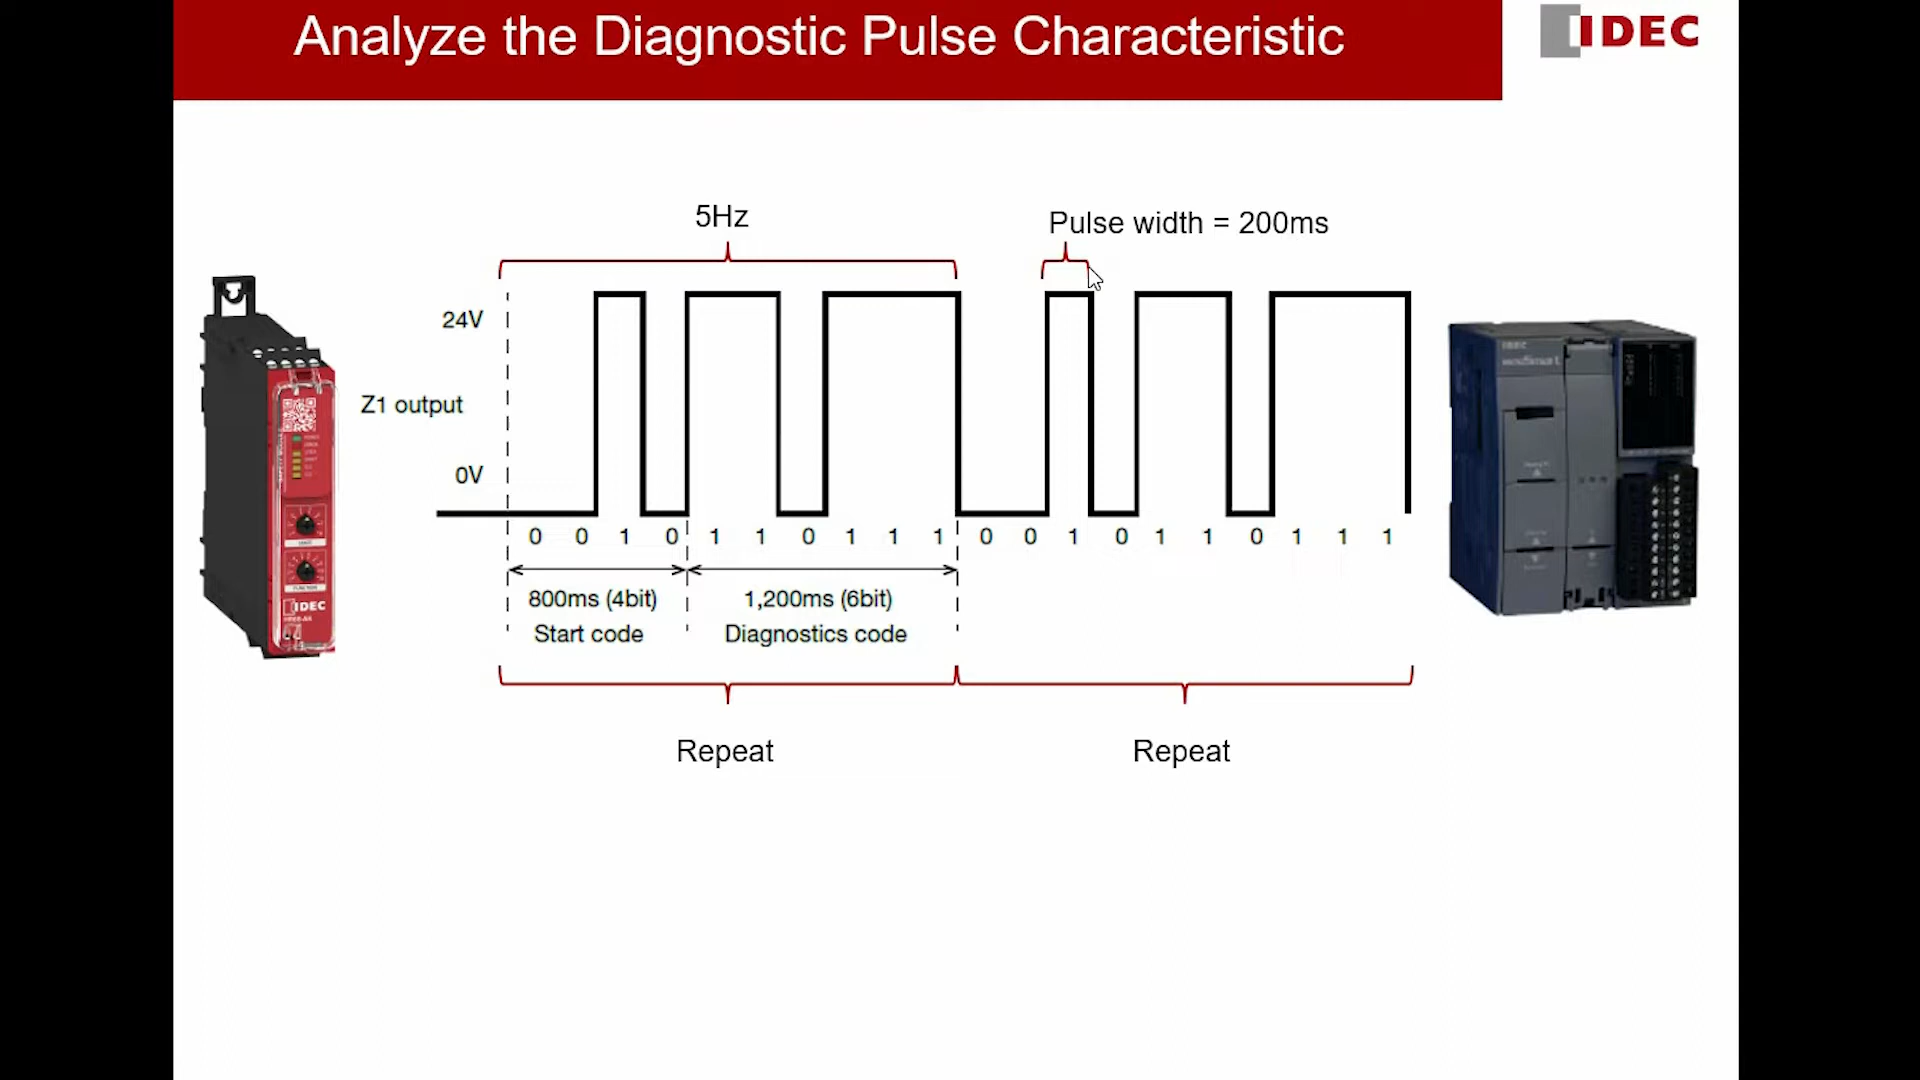 Analyze the Diagnostic Pulse Characteristic
IDEC
5Hz
Pulse width = 200ms
24V
Z1 output
0V
0 0 1 0 1 1 0 1 1 1 0 0 1 0 1 1 0 1 1 1
800ms (4bit)
Start code
1,200ms (6bit)
Diagnostics code
Repeat
Repeat
IDEC
IDEC